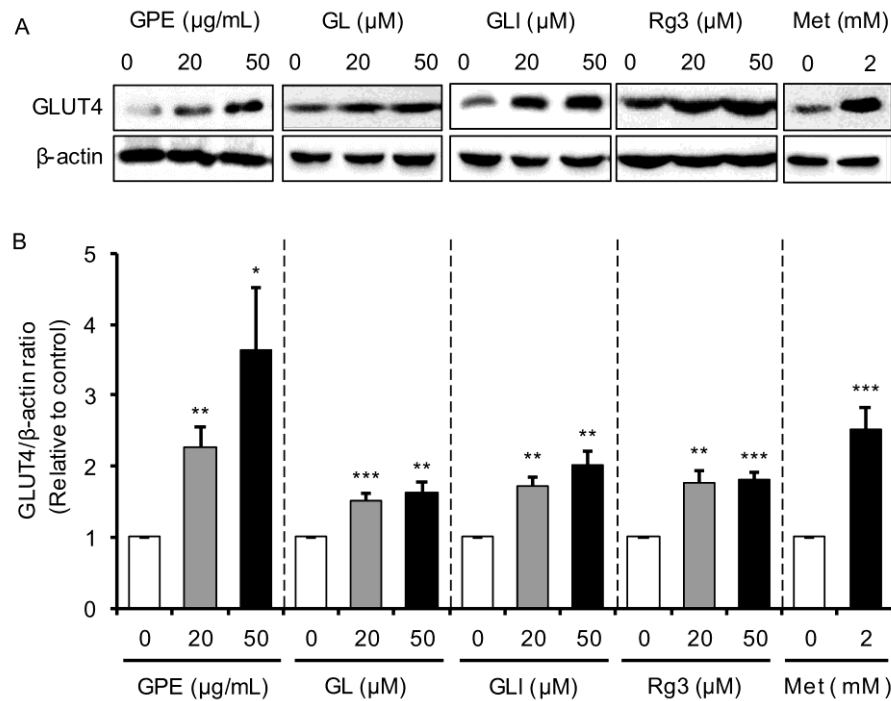 A
GPE (µg/mL) GL (µM) GLI (µM) Rg3 (µM) Met (mM)
0 20 50 0 20 50 0 20 50 0 20 50 0 2
GLUT4
β-actin
B
GLUT4/β-actin ratio
(Relative to control)
5
4
3
2
1
0
*
**
***
**
**
**
**
***
***
0 20 50 0 20 50 0 20 50 0 20 50 0 2
GPE (µg/mL) GL (µM) GLI (µM) Rg3 (µM) Met ( mM)